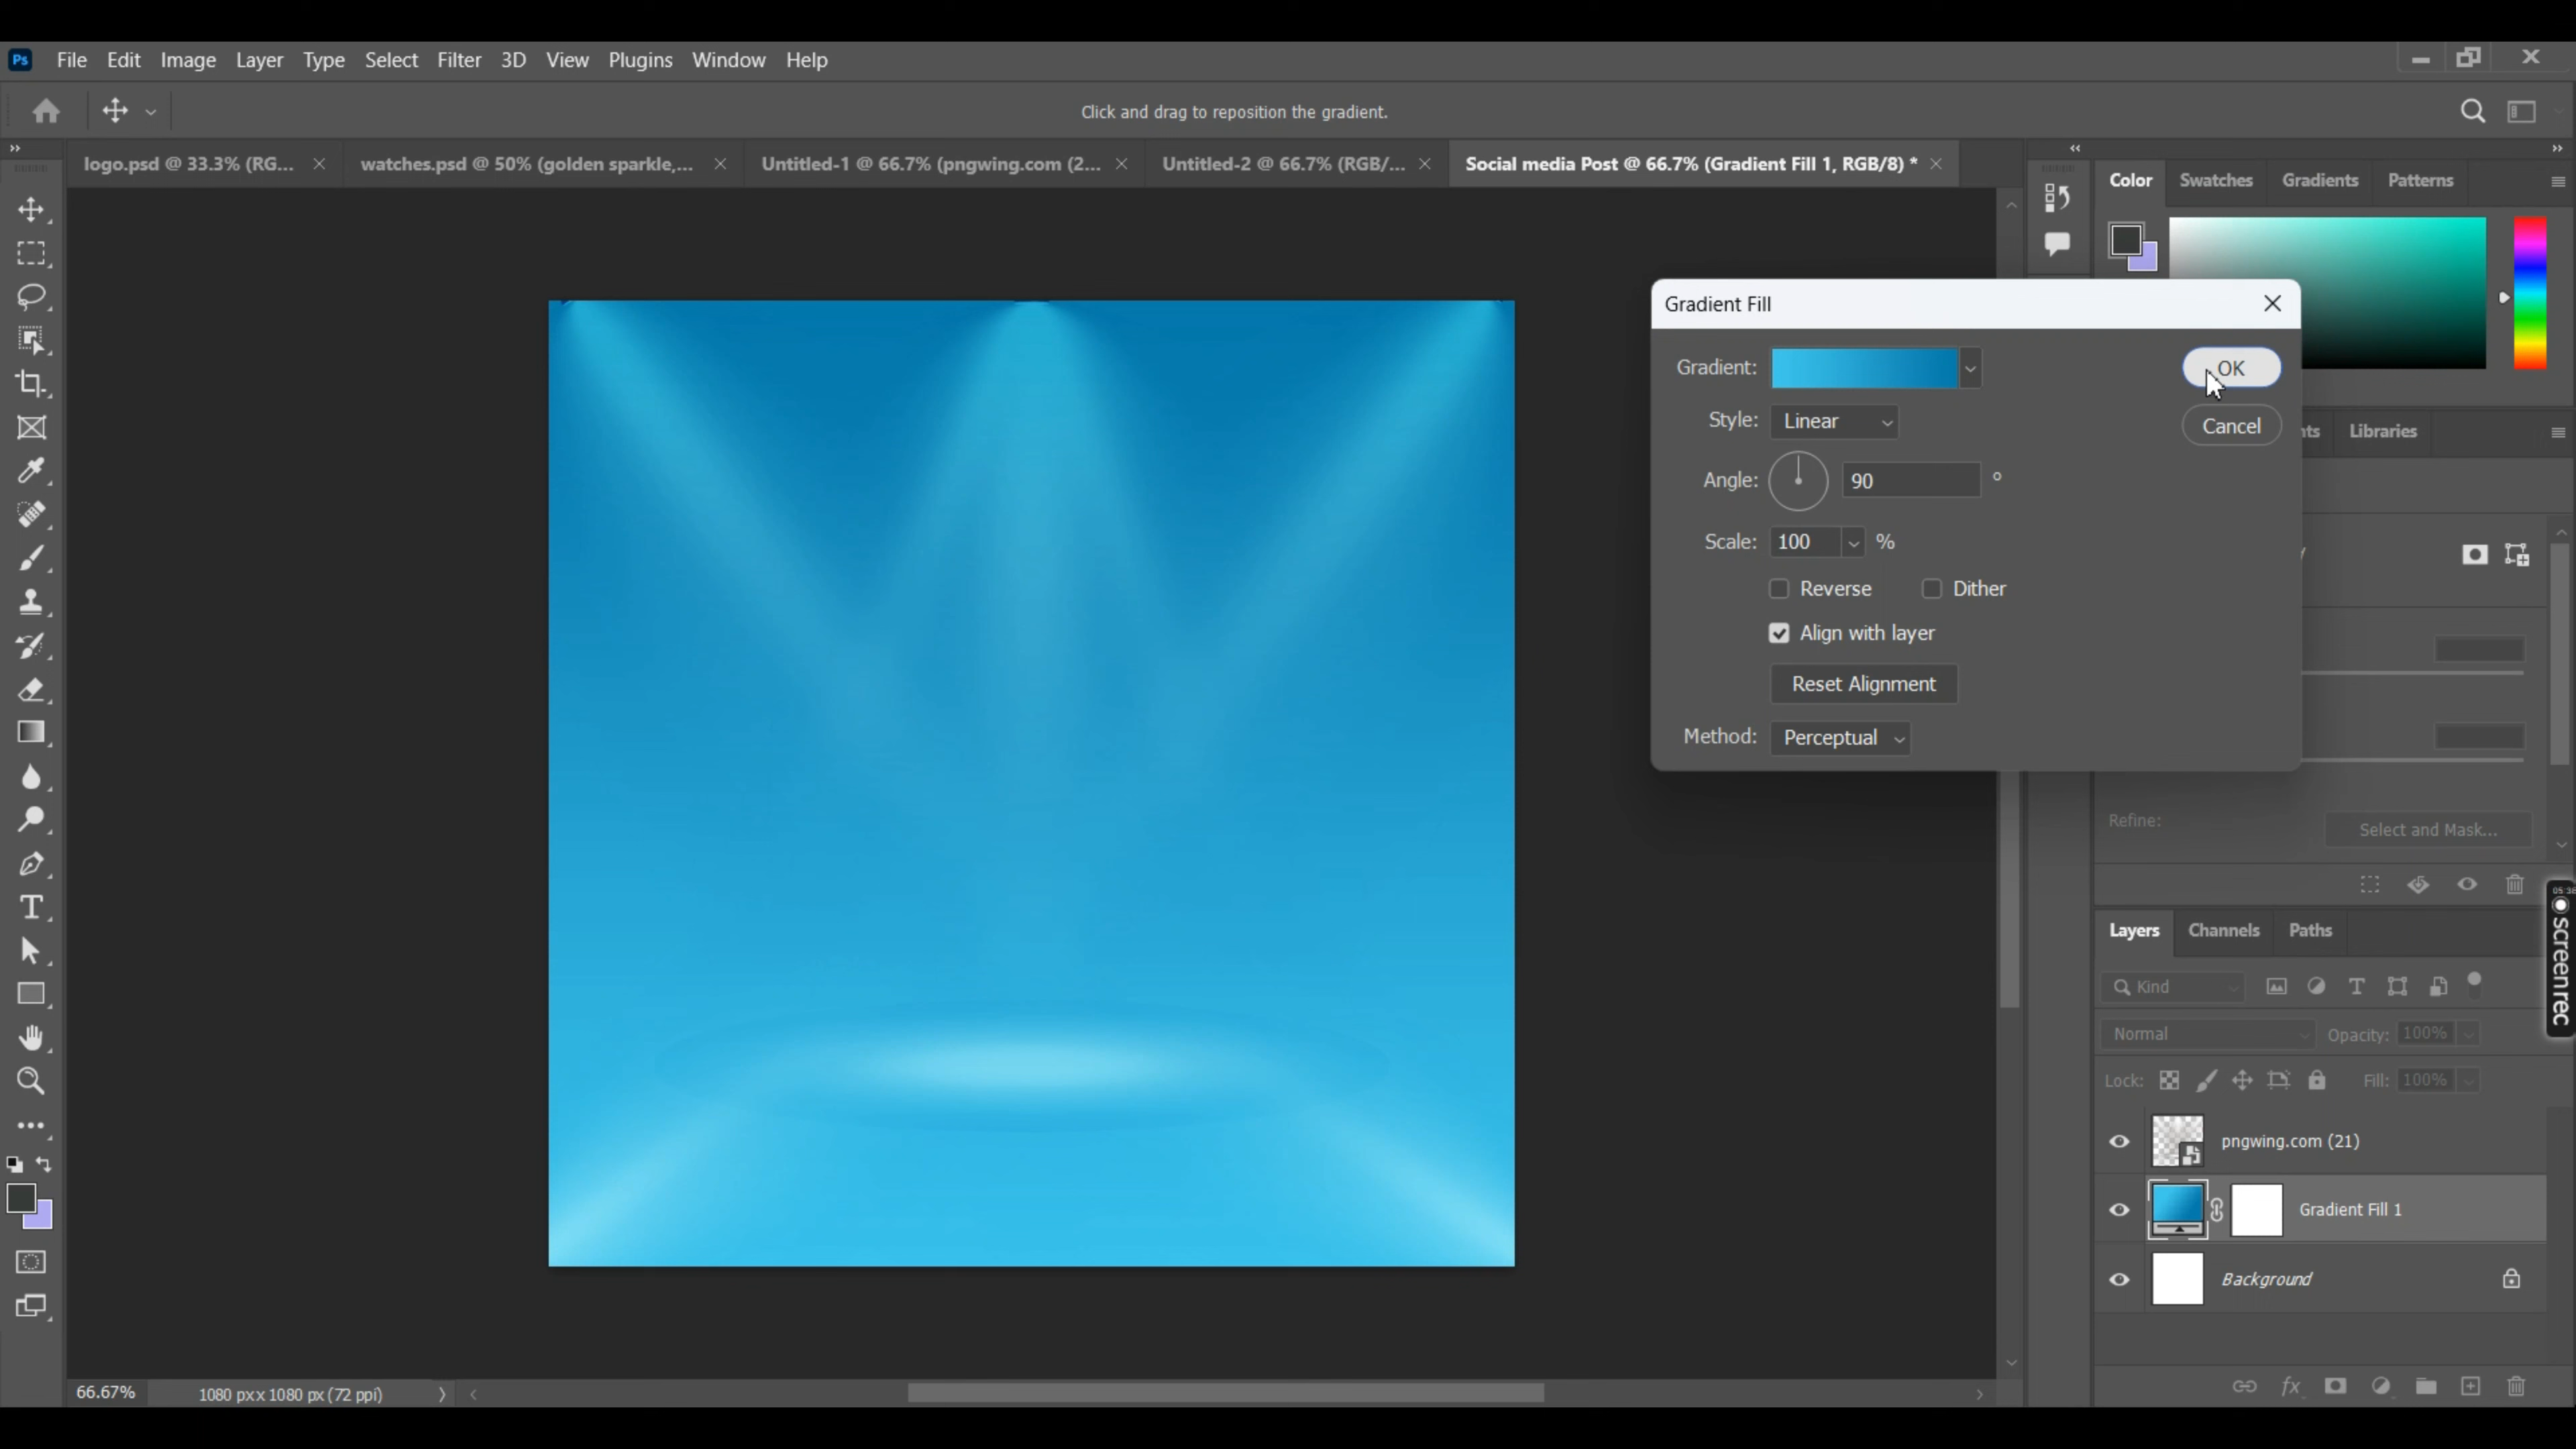 Ps File Edit Image Layer Type Select Filter 3D View Plugins Window Help
Click and drag to reposition the gradient.
logo.psd @ 33.3% (RG... watches.psd @ 50% (golden sparkle,... Untitled-1 @ 66.7% (pngwing.com (2... Untitled-2 @ 66.7% (RGB/... Social media Post @ 66.7% (Gradient Fill 1, RGB/8) *
Color Swatches Gradients Patterns
Gradient Fill
Gradient: OK
Style: Linear
Cancel
nts Libraries
Angle: 90 °
Scale: 100 %
Reverse Dither
Align with layer
Reset Alignment
Method: Perceptual
Refine: Select and Mask...
05:38
screenrec
Layers Channels Paths
Kind
Normal Opacity: 100%
Lock: Fill: 100%
pngwing.com (21)
Gradient Fill 1
Background
66.67% 1080 px x 1080 px (72 ppi)